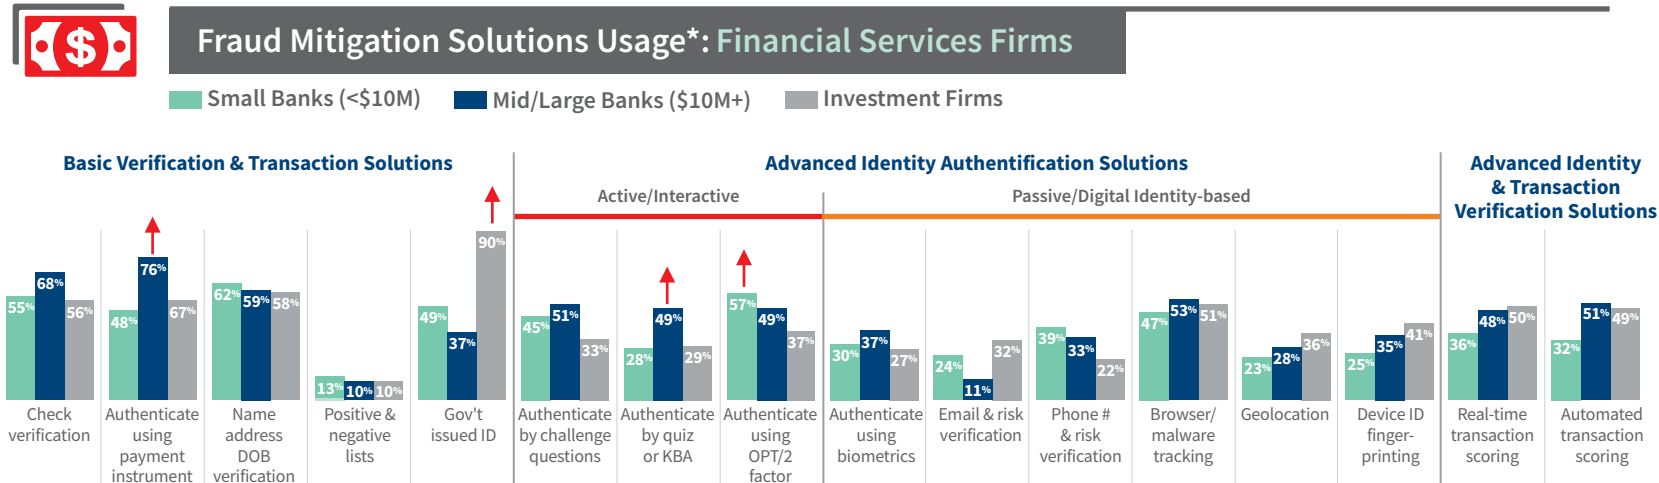 $
Fraud Mitigation Solutions Usage*: Financial Services Firms
Small Banks (<$10M)
Mid/Large Banks ($10M+)
Investment Firms
Basic Verification & Transaction Solutions
Advanced Identity Authentification Solutions
Advanced Identity
& Transaction
Verification Solutions
Active/Interactive
Passive/Digital Identity-based
55% 68% 56%
48% 76% 67%
62% 59% 58%
13% 10% 10%
49% 37% 90%
45% 51% 33%
28% 49% 29%
57% 49% 37%
30% 37% 27%
24% 11% 32%
39% 33% 22%
47% 53% 51%
23% 28% 36%
25% 35% 41%
36% 48% 50%
32% 51% 49%
Check
verification
Authenticate
using
payment
instrument
Name
address
DOB
verification
Positive &
negative
lists
Gov't
issued ID
Authenticate
by challenge
questions
Authenticate
by quiz
or KBA
Authenticate
using
OPT/2
factor
Authenticate
using
biometrics
Email & risk
verification
Phone #
& risk
verification
Browser/
malware
tracking
Geolocation
Device ID
finger-
printing
Real-time
transaction
scoring
Automated
transaction
scoring